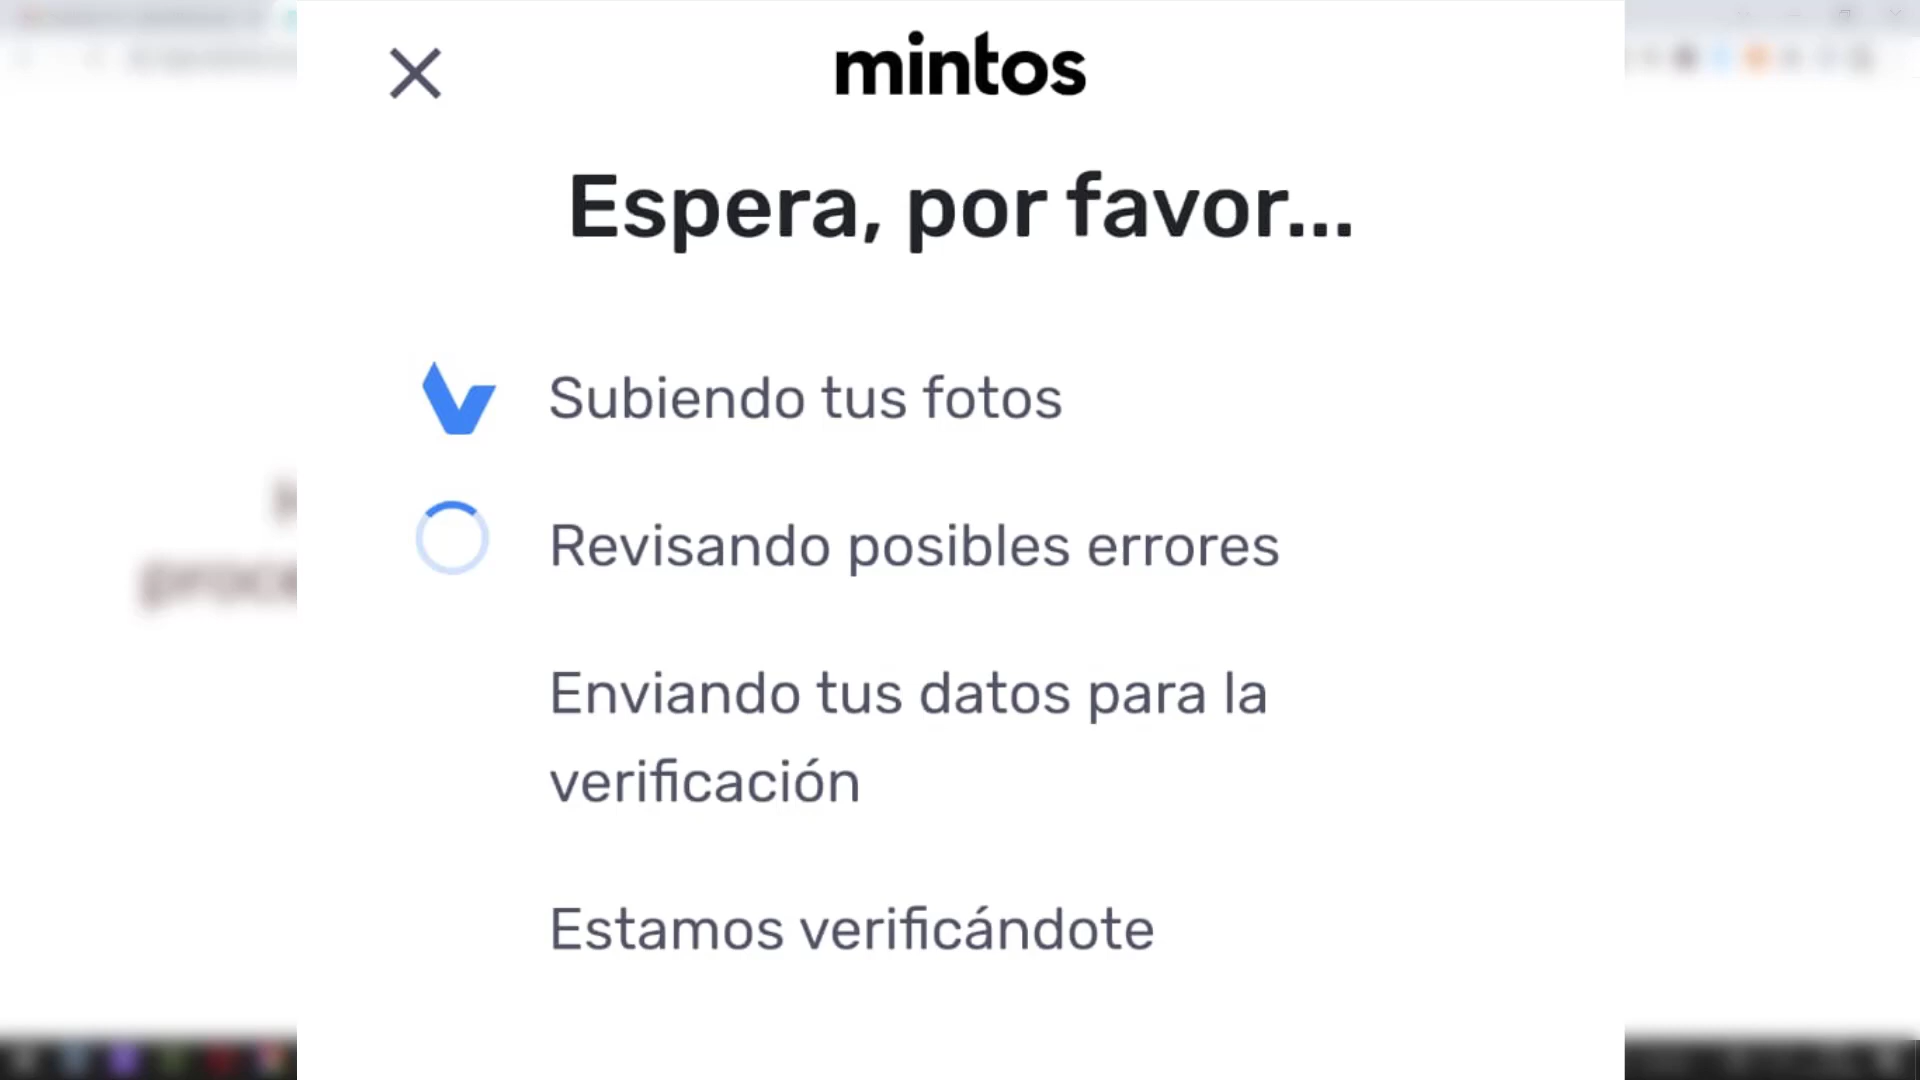 mintos
Espera, por favor...
Subiendo tus fotos
Revisando posibles errores
Enviando tus datos para la
verificación
Estamos verificándote